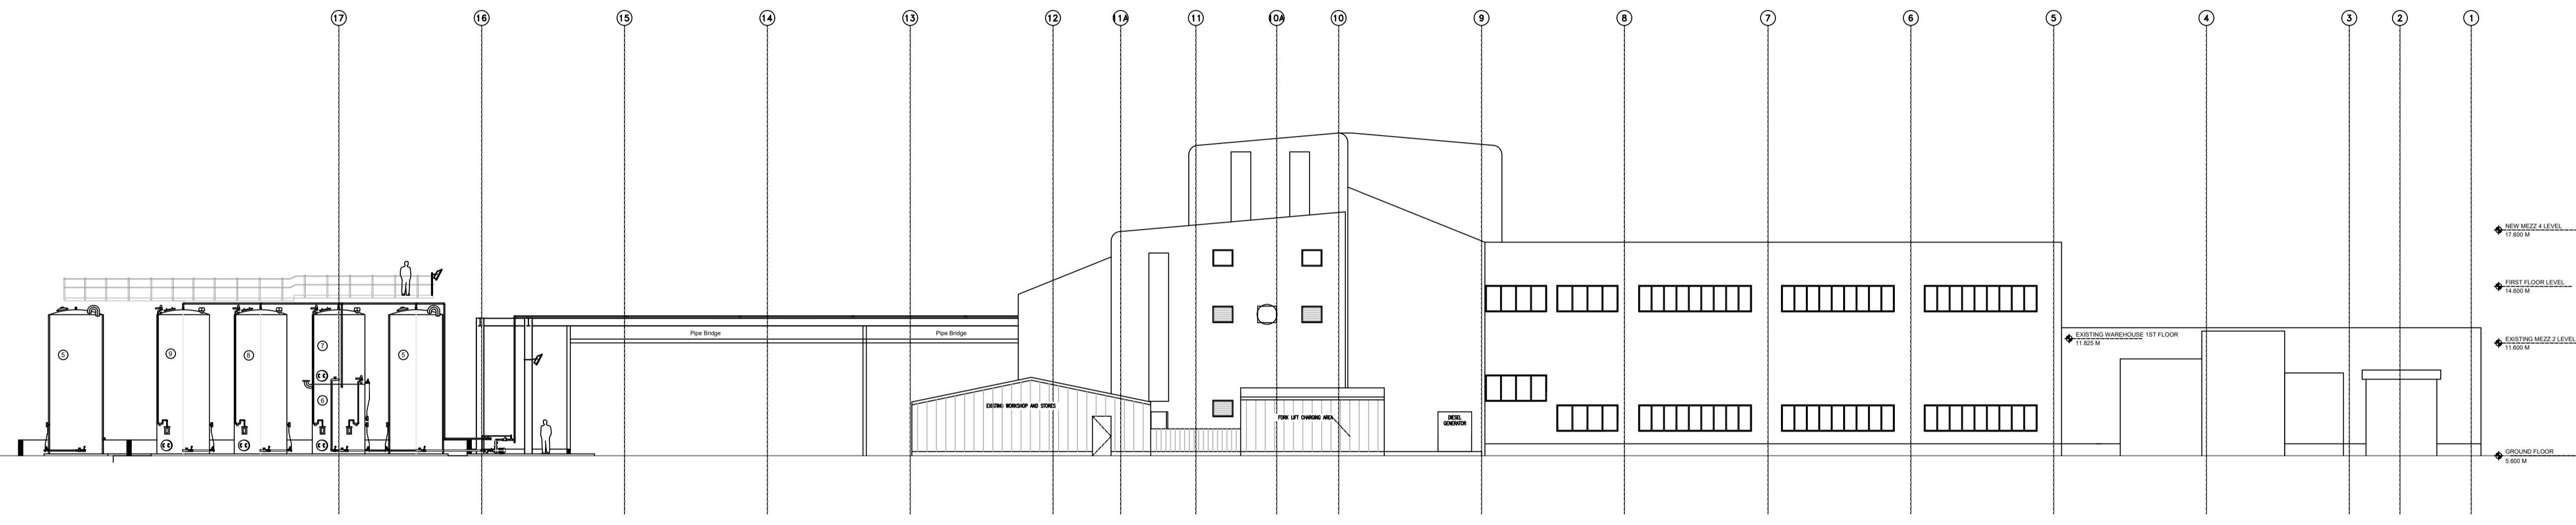 17
16
15
14
13
12
11A
11
10A
10
9
8
7
6
5
4
3
2
1
NEW MEZZ 4 LEVEL
17.600 M
FIRST FLOOR LEVEL
14.600 M
Pipe Bridge
Pipe Bridge
EXISTING WAREHOUSE 1ST FLOOR
11.825 M
EXISTING MEZZ 2 LEVEL
11.600 M
5
9
8
7
5
6
EXISTING WORKSHOP AND STORES
FORK LIFT CHARGING AREA
DIESEL
GENERATOR
GROUND FLOOR
5.600 M